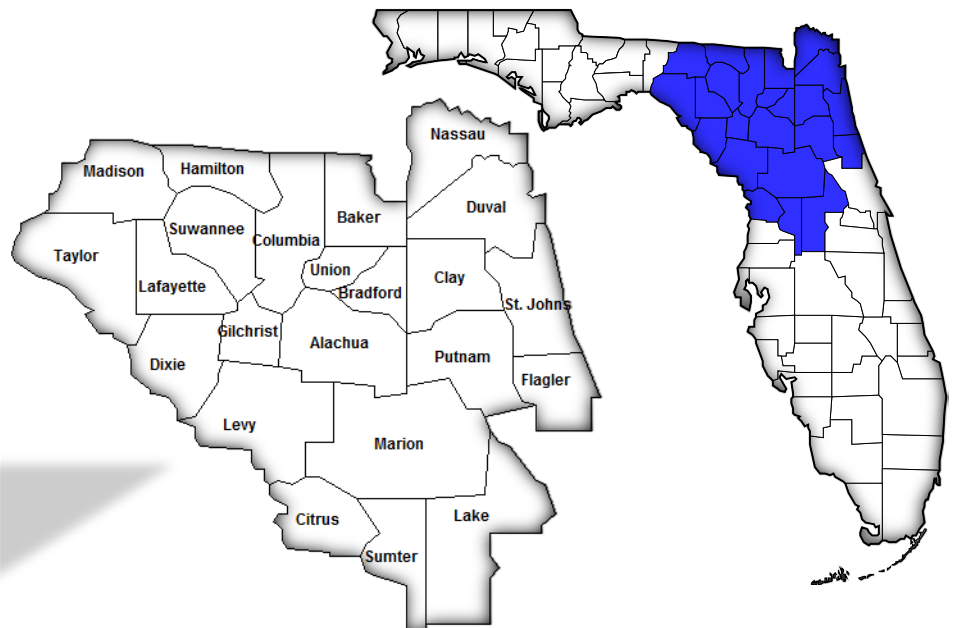 Nassau
Madison
Hamilton
Duval
Baker
Suwannee
Columbia
Taylor
Union
Clay
Lafayette
Bradford
St. Johns
Gilchrist
Alachua
Putnam
Dixie
Flagler
Levy
Marion
Citrus
Lake
Sumter